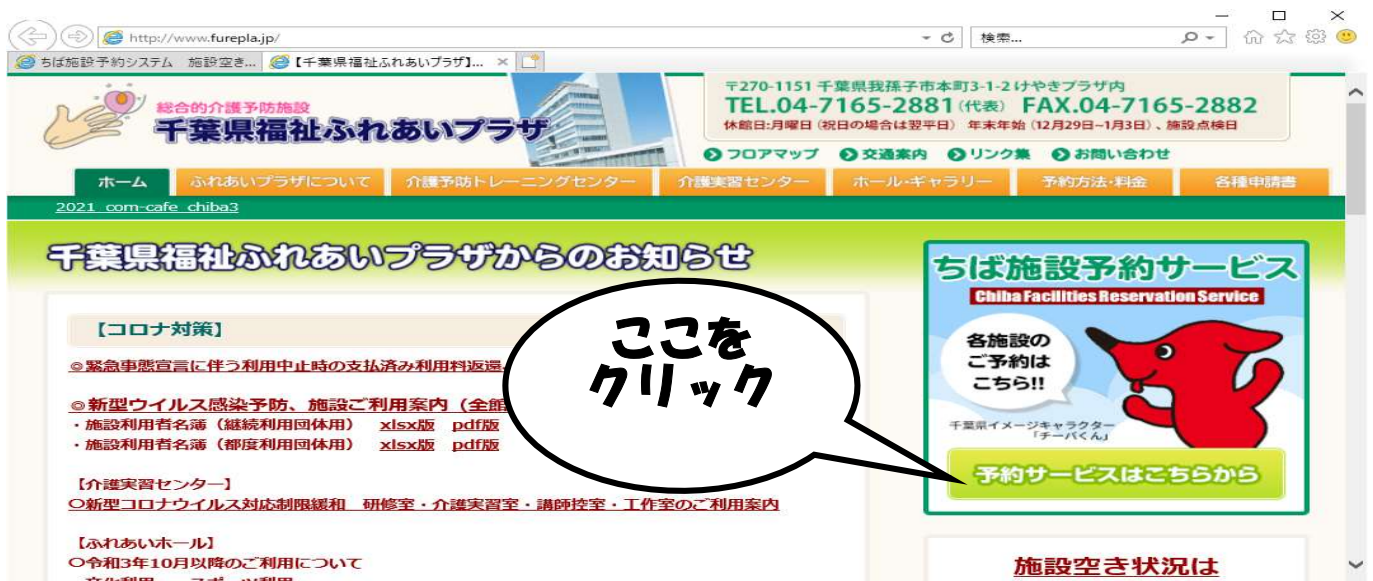 http://www.furepla.jp/
検索...
ちば施設予約システム 施設空き...
【千葉県福祉ふれあいプラザ】...
総合的介護予防施設
千葉県福祉ふれあいプラザ
〒270-1151 千葉県我孫子市本町3-1-2 けやきプラザ内
TEL.04-7165-2881(代表) FAX.04-7165-2882
休館日:月曜日(祝日の場合は翌平日) 年末年始(12月29日~1月3日)、施設点検日
フロアマップ 交通案内 リンク集 お問い合わせ
ホーム ふれあいプラザについて 介護予防トレーニングセンター 介護実習センター ホール・ギャラリー 予約方法・料金 各種申請書
2021_com-cafe_chiba3
千葉県福祉ふれあいプラザからのお知らせ
【コロナ対策】
◎緊急事態宣言に伴う利用中止時の支払済み利用料返還
◎新型ウイルス感染予防、施設ご利用案内(全館
・施設利用者名簿(継続利用団体用) xlsx版 pdf版
・施設利用者名簿(都度利用団体用) xlsx版 pdf版
【介護実習センター】
〇新型コロナウイルス対応制限緩和 研修室・介護実習室・講師控室・工作室のご利用案内
【ふれあいホール】
〇令和3年10月以降のご利用について
ここを
クリック
ちば施設予約サービス
Chiba Facilities Reservation Service
各施設の
ご予約は
こちら!!
千葉県イメージキャラクター
「チーバくん」
予約サービスはこちらから
施設空き状況は